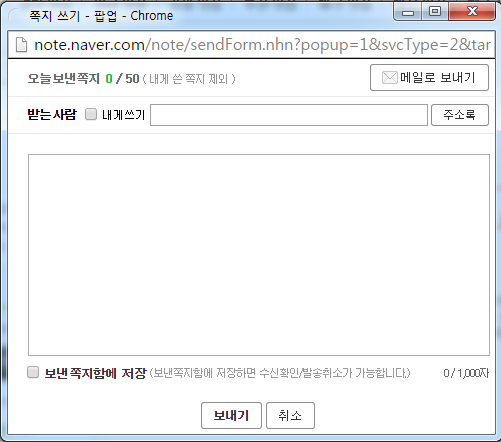 쪽지 쓰기 - 팝업 - Chrome
note.naver.com/note/sendForm.nhn?popup=1&svcType=2&tar
오늘 보낸쪽지 0 / 50 ( 내게 쓴 쪽지 제외 ) 메일로 보내기
받는사람 내게쓰기 주소록
보낸쪽지함에 저장 (보낸쪽지함에 저장하면 수신확인/발송취소가 가능합니다.) 0 / 1,000자
보내기 취소